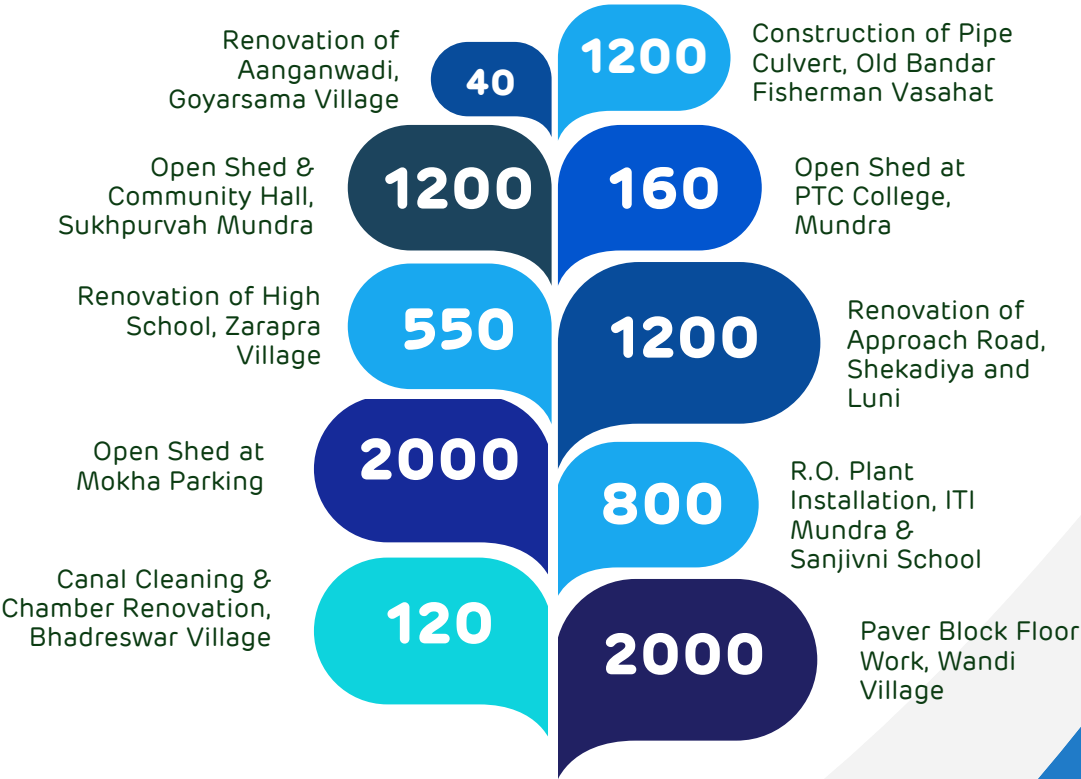 Renovation of
Aanganwadi,
Goyarsama Village
40
1200
Construction of Pipe
Culvert, Old Bandar
Fisherman Vasahat
Open Shed &
Community Hall,
Sukhpurvah Mundra
1200
160
Open Shed at
PTC College,
Mundra
Renovation of High
School, Zarapra
Village
550
1200
Renovation of
Approach Road,
Shekadiya and
Luni
Open Shed at
Mokha Parking
2000
800
R.O. Plant
Installation, ITI
Mundra &
Sanjivni School
Canal Cleaning &
Chamber Renovation,
Bhadreswar Village
120
2000
Paver Block Floor
Work, Wandi
Village